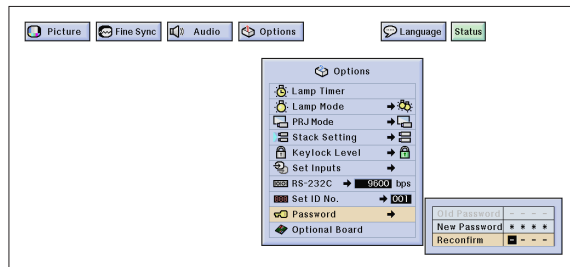 Picture Fine Sync Audio Options Language Status
Options
Lamp Timer
Lamp Mode
PRJ Mode
Stack Setting
Keylock Level
Set Inputs
RS-232C 9600 bps
Set ID No. 001
Password
Optional Board
Old Password - - - -
New Password * * * *
Reconfirm - - - -